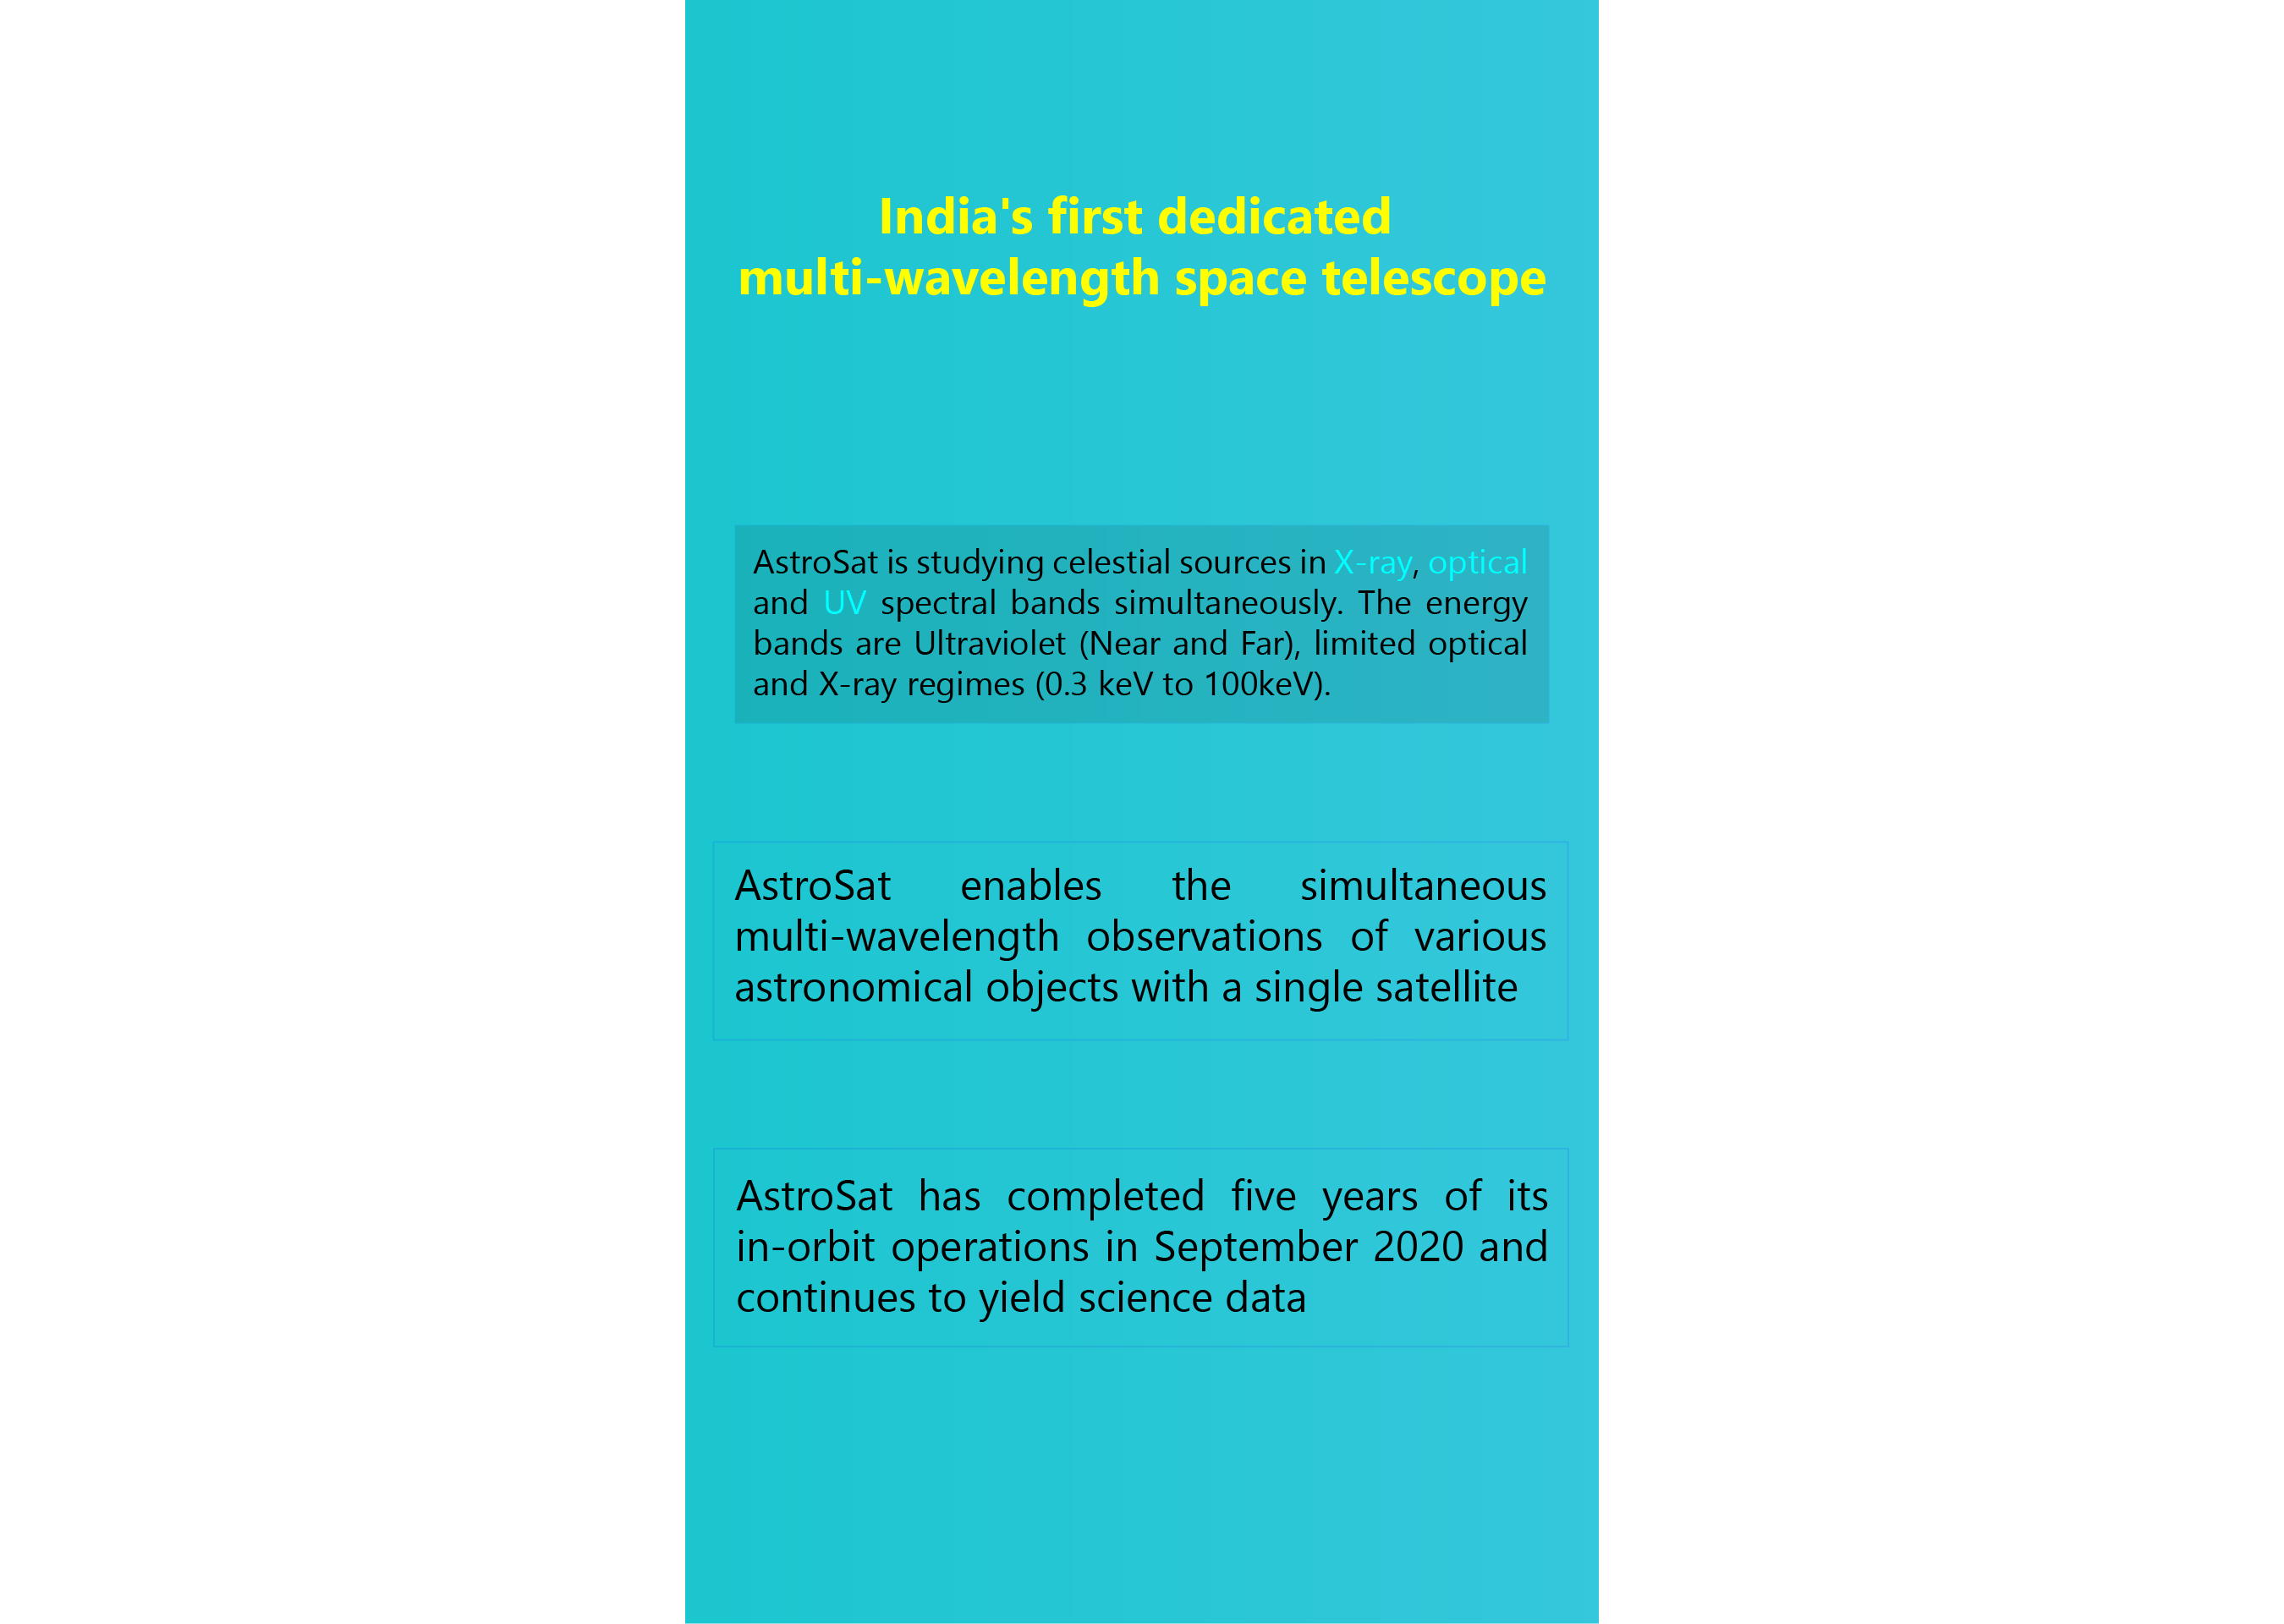 India's first dedicated
multi-wavelength space telescope
AstroSat is studying celestial sources in X-ray, optical
and UV spectral bands simultaneously. The energy
bands are Ultraviolet (Near and Far), limited optical
and X-ray regimes (0.3 keV to 100keV).
AstroSat enables the simultaneous
multi-wavelength observations of various
astronomical objects with a single satellite
AstroSat has completed five years of its
in-orbit operations in September 2020 and
continues to yield science data